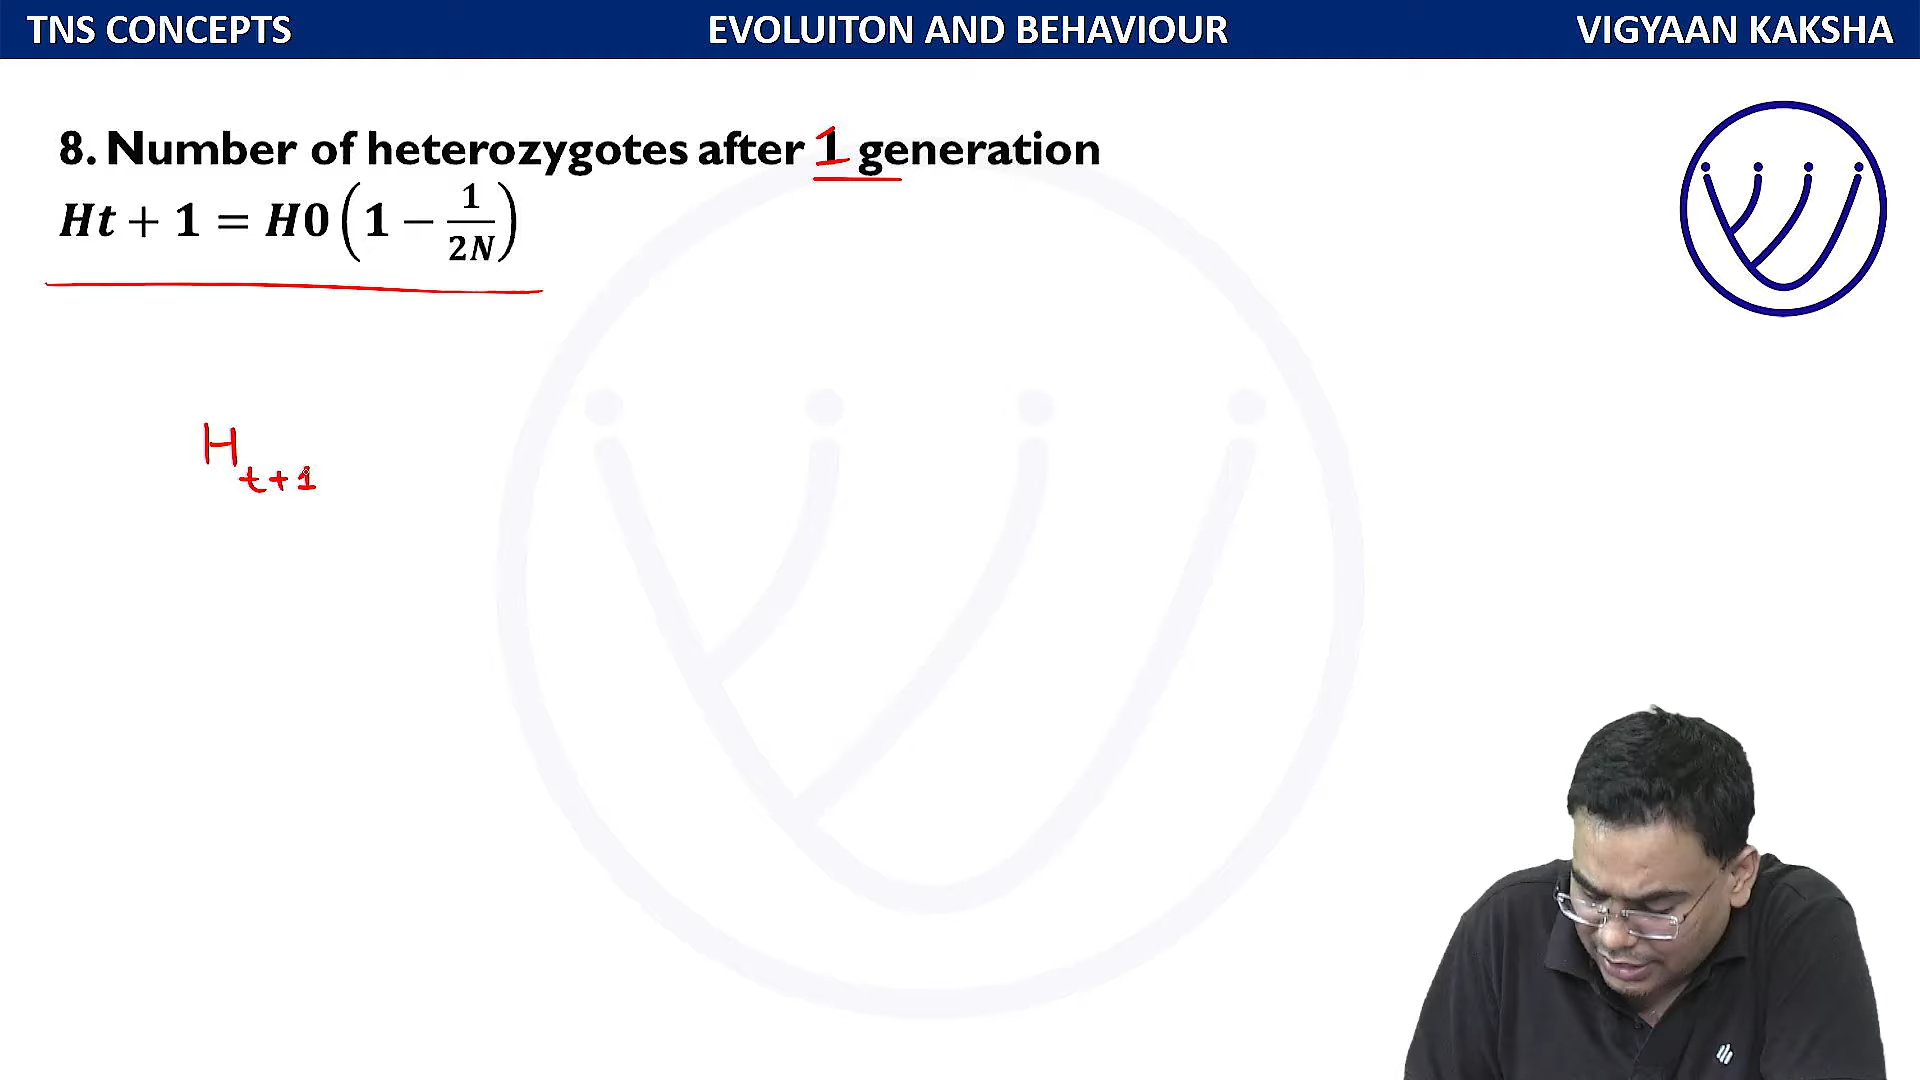 TNS CONCEPTS EVOLUITON AND BEHAVIOUR VIGYAAN KAKSHA
8. Number of heterozygotes after 1 generation
Ht + 1 = H0 (1 − 1/2N)
H t+1